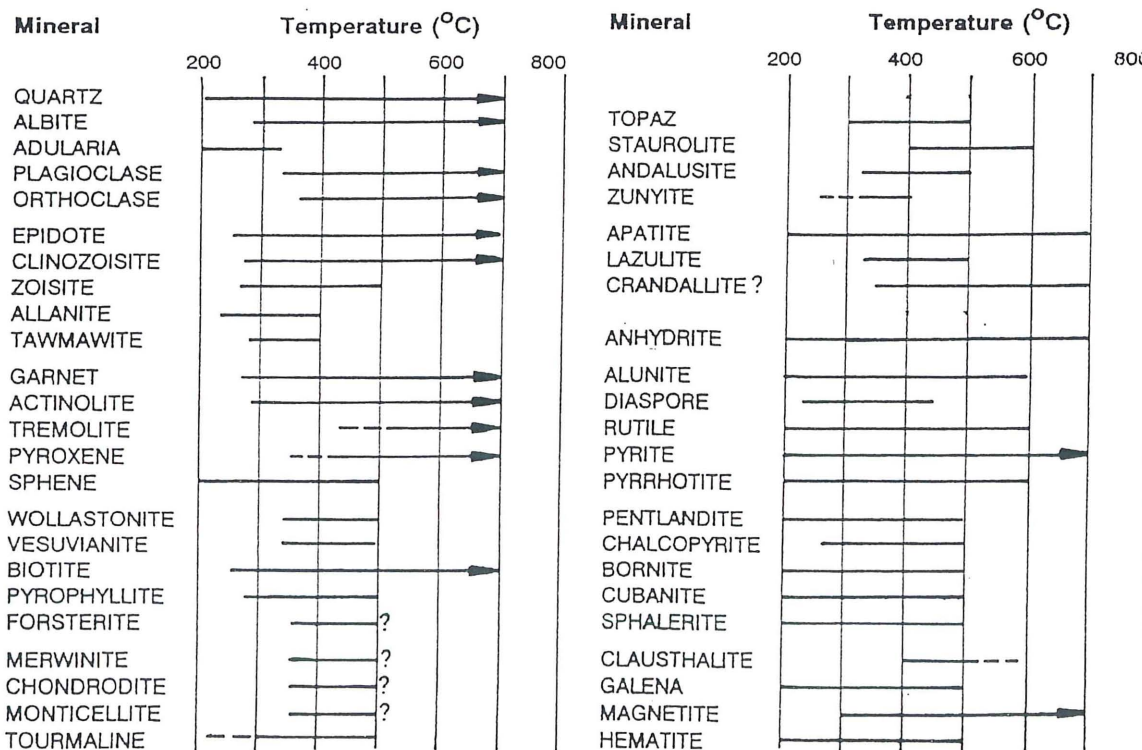 Mineral Temperature (°C)
200 400 600 800
QUARTZ
ALBITE
ADULARIA
PLAGIOCLASE
ORTHOCLASE
EPIDOTE
CLINOZOISITE
ZOISITE
ALLANITE
TAWMAWITE
GARNET
ACTINOLITE
TREMOLITE
PYROXENE
SPHENE
WOLLASTONITE
VESUVIANITE
BIOTITE
PYROPHYLLITE
FORSTERITE ?
MERWINITE ?
CHONDRODITE ?
MONTICELLITE ?
TOURMALINE
Mineral Temperature (°C)
200 400 600 800
TOPAZ
STAUROLITE
ANDALUSITE
ZUNYITE
APATITE
LAZULITE
CRANDALLITE ?
ANHYDRITE
ALUNITE
DIASPORE
RUTILE
PYRITE
PYRRHOTITE
PENTLANDITE
CHALCOPYRITE
BORNITE
CUBANITE
SPHALERITE
CLAUSTHALITE
GALENA
MAGNETITE
HEMATITE